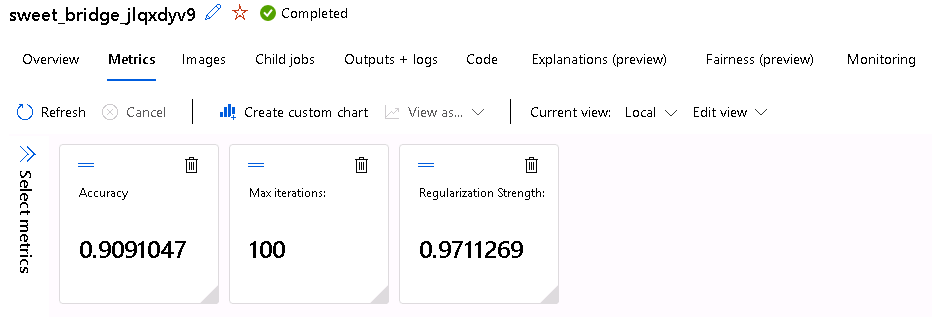 sweet_bridge_jlqxdyv9 Completed
Overview Metrics Images Child jobs Outputs + logs Code Explanations (preview) Fairness (preview) Monitoring
Refresh Cancel Create custom chart View as... Current view: Local Edit view
Select metrics
Accuracy Max iterations: Regularization Strength:
0.9091047 100 0.9711269